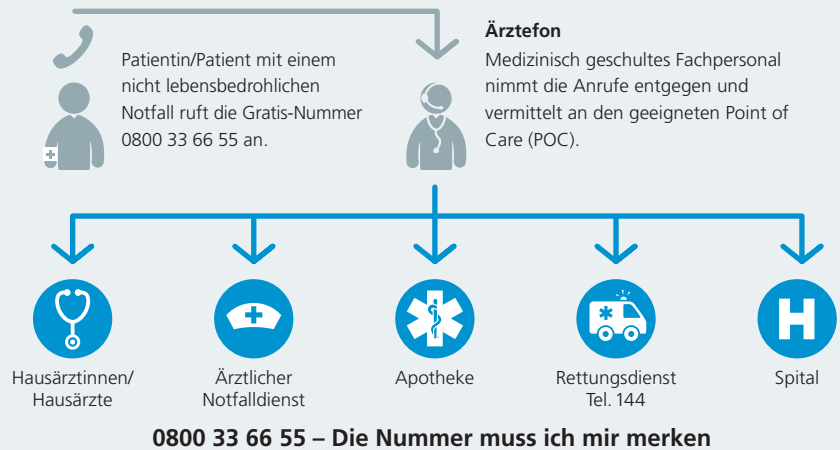 Patientin/Patient mit einem
nicht lebensbedrohlichen
Notfall ruft die Gratis-Nummer
0800 33 66 55 an.
Ärztefon
Medizinisch geschultes Fachpersonal
nimmt die Anrufe entgegen und
vermittelt an den geeigneten Point of
Care (POC).
H
Hausärztinnen/
Hausärzte
Ärztlicher
Notfalldienst
Apotheke
Rettungsdienst
Tel. 144
Spital
0800 33 66 55 – Die Nummer muss ich mir merken